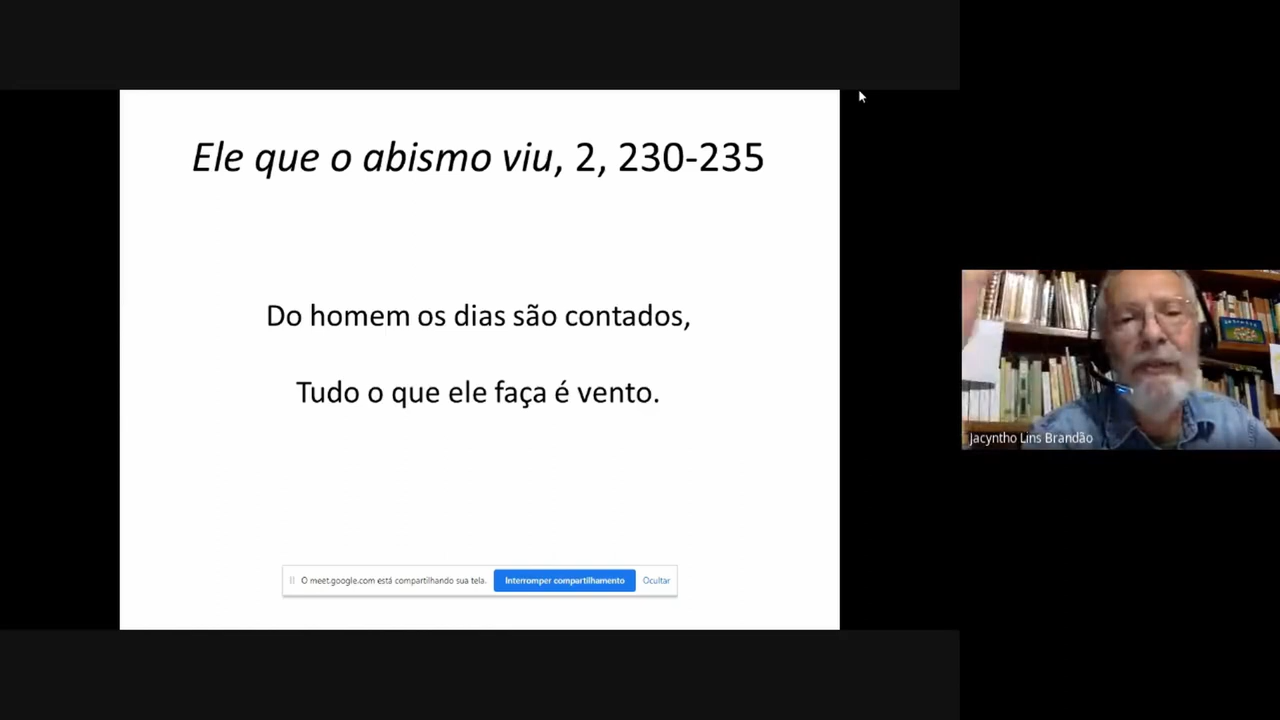 Ele que o abismo viu, 2, 230-235
Do homem os dias são contados,
Tudo o que ele faça é vento.
O meet.google.com está compartilhando sua tela.
Interromper compartilhamento
Ocultar
Jacyntho Lins Brandão